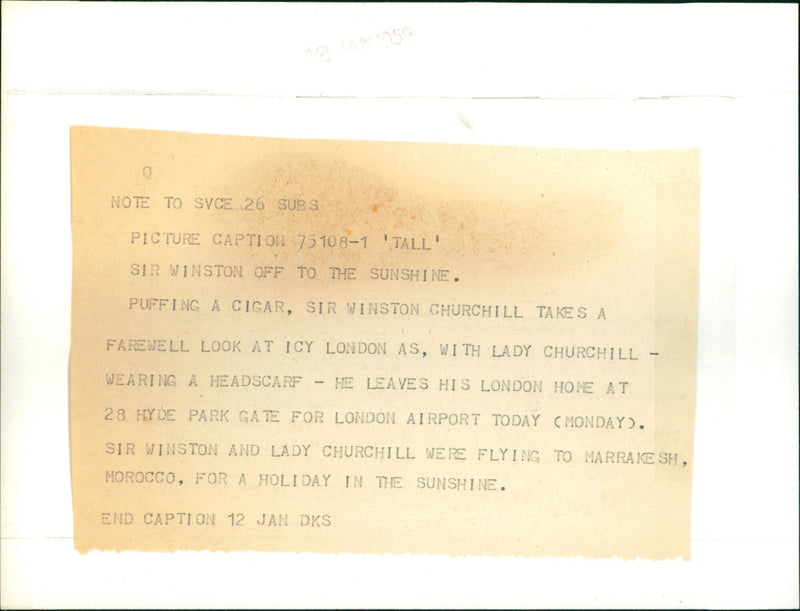 12 JAN 1959
Q
NOTE TO SVCE 26 SUBS
PICTURE CAPTION 75108-1 'TALL'
SIR WINSTON OFF TO THE SUNSHINE.
PUFFING A CIGAR, SIR WINSTON CHURCHILL TAKES A
FAREWELL LOOK AT ICY LONDON AS, WITH LADY CHURCHILL -
WEARING A HEADSCARF - HE LEAVES HIS LONDON HOME AT
28 HYDE PARK GATE FOR LONDON AIRPORT TODAY (MONDAY).
SIR WINSTON AND LADY CHURCHILL WERE FLYING TO MARRAKESH,
MOROCCO, FOR A HOLIDAY IN THE SUNSHINE.
END CAPTION 12 JAN DKS